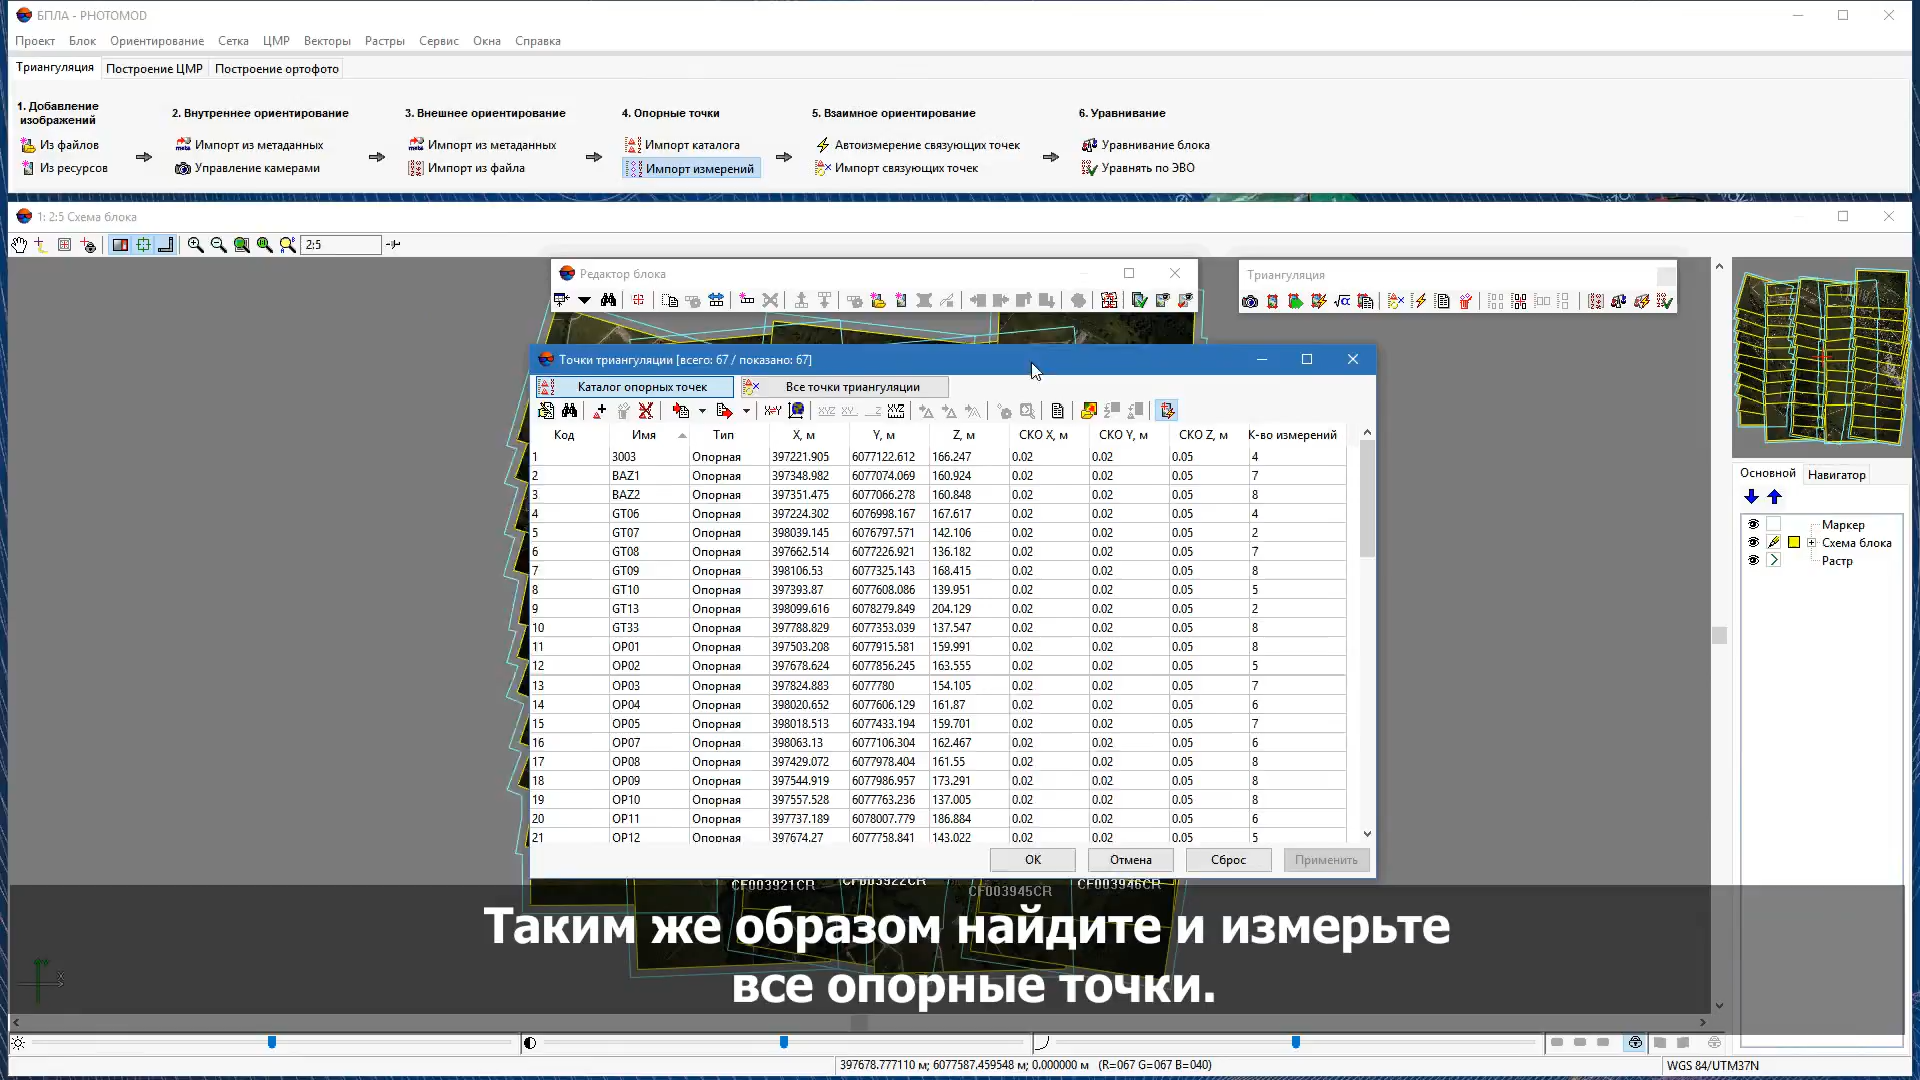 БПЛА - PHOTOMOD
Проект Блок Ориентирование Сетка ЦМР Векторы Растры Сервис Окна Справка
Триангуляция Построение ЦМР Построение ортофото
1. Добавление изображений
Из файлов
Из ресурсов
2. Внутреннее ориентирование
Импорт из метаданных
Управление камерами
3. Внешнее ориентирование
Импорт из метаданных
Импорт из файла
4. Опорные точки
Импорт каталога
Импорт измерений
5. Взаимное ориентирование
Автоизмерение связующих точек
Импорт связующих точек
6. Уравнивание
Уравнивание блока
Уравнять по ЭВО
1: 2:5 Схема блока
2:5
Редактор блока
Триангуляция
Точки триангуляции [всего: 67 / показано: 67]
Каталог опорных точек Все точки триангуляции
Код Имя Тип X, м Y, м Z, м СКО X, м СКО Y, м СКО Z, м К-во измерений
1 3003 Опорная 397221.905 6077122.612 166.247 0.02 0.02 0.05 4
2 BAZ1 Опорная 397348.982 6077074.069 160.924 0.02 0.02 0.05 7
3 BAZ2 Опорная 397351.475 6077066.278 160.848 0.02 0.02 0.05 8
4 GT06 Опорная 397224.302 6076998.167 167.617 0.02 0.02 0.05 4
5 GT07 Опорная 398039.145 6076797.571 142.106 0.02 0.02 0.05 2
6 GT08 Опорная 397662.514 6077226.921 136.182 0.02 0.02 0.05 7
7 GT09 Опорная 398106.53 6077325.143 168.415 0.02 0.02 0.05 8
8 GT10 Опорная 397393.87 6077608.086 139.951 0.02 0.02 0.05 5
9 GT13 Опорная 398099.616 6078279.849 204.129 0.02 0.02 0.05 2
10 GT33 Опорная 397788.829 6077353.039 137.547 0.02 0.02 0.05 8
11 OP01 Опорная 397503.208 6077915.581 159.991 0.02 0.02 0.05 8
12 OP02 Опорная 397678.624 6077856.245 163.555 0.02 0.02 0.05 5
13 OP03 Опорная 397824.883 6077780 154.105 0.02 0.02 0.05 7
14 OP04 Опорная 398020.652 6077606.129 161.87 0.02 0.02 0.05 6
15 OP05 Опорная 398018.513 6077433.194 159.701 0.02 0.02 0.05 7
16 OP07 Опорная 398063.13 6077106.304 162.467 0.02 0.02 0.05 6
17 OP08 Опорная 397429.072 6077978.404 161.55 0.02 0.02 0.05 8
18 OP09 Опорная 397544.919 6077986.957 173.291 0.02 0.02 0.05 8
19 OP10 Опорная 397557.528 6077763.236 137.005 0.02 0.02 0.05 8
20 OP11 Опорная 397737.189 6078007.779 186.884 0.02 0.02 0.05 6
21 OP12 Опорная 397674.27 6077758.841 143.022 0.02 0.02 0.05 5
ОК Отмена Сброс Применить
Основной Навигатор
Маркер
Схема блока
Растр
CF003921CR CF003922CR CF003945CR CF003946CR
Таким же образом найдите и измерьте
все опорные точки.
397678.777110 м; 6077587.459548 м; 0.000000 м (R=067 G=067 B=040)
WGS 84/UTM37N